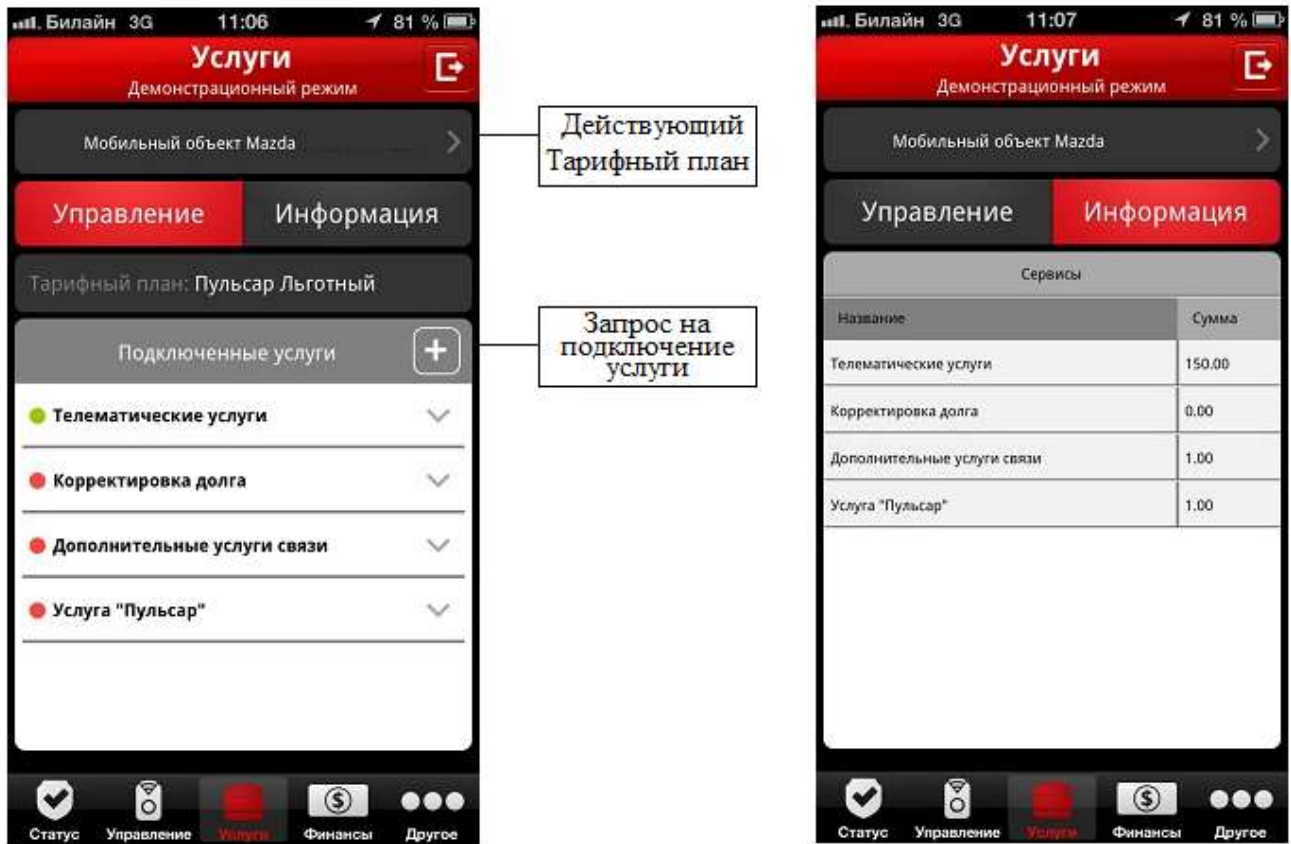 Билайн 3G 11:06 81 %
Услуги
Демонстрационный режим
Мобильный объект Mazda
Управление Информация
Тарифный план: Пульсар Льготный
Подключенные услуги +
Телематические услуги
Корректировка долга
Дополнительные услуги связи
Услуга "Пульсар"
Статус Управление Услуги Финансы Другое
Действующий
Тарифный план
Запрос на
подключение
услуги
Билайн 3G 11:07 81 %
Услуги
Демонстрационный режим
Мобильный объект Mazda
Управление Информация
Сервисы
Название Сумма
Телематические услуги 150.00
Корректировка долга 0.00
Дополнительные услуги связи 1.00
Услуга "Пульсар" 1.00
Статус Управление Услуги Финансы Другое